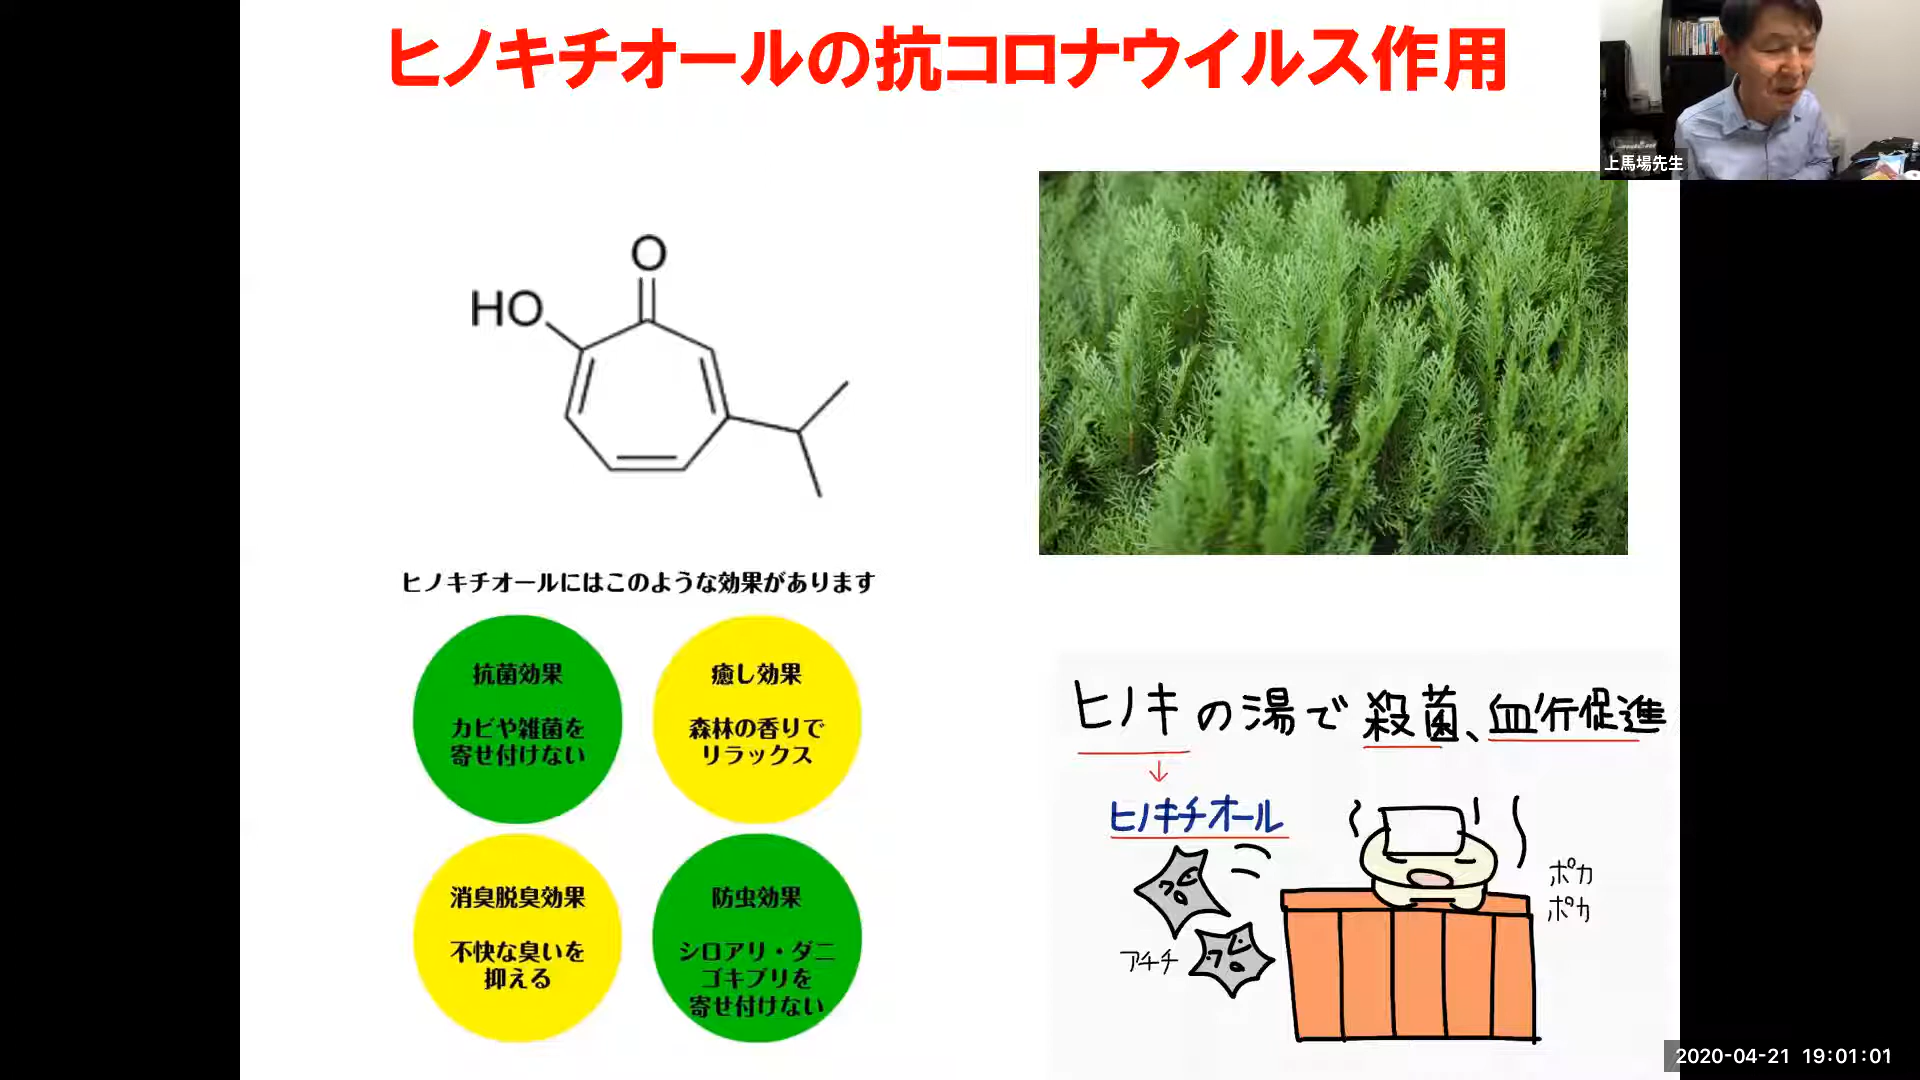 ヒノキチオールの抗コロナウイルス作用
上馬場先生
O
HO
ヒノキチオールにはこのような効果があります
抗菌効果
カビや雑菌を
寄せ付けない
癒し効果
森林の香りで
リラックス
消臭脱臭効果
不快な臭いを
抑える
防虫効果
シロアリ・ダニ
ゴキブリを
寄せ付けない
ヒノキの湯で殺菌、血行促進
ヒノキチオール
アチチ
ポカ
ポカ
2020-04-21 19:01:01